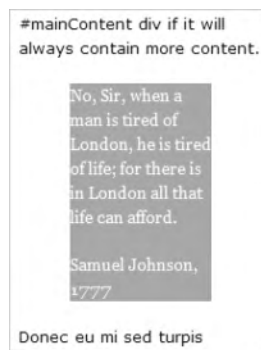 #mainContent div if it will
always contain more content.
No, Sir, when a
man is tired of
London, he is tired
of life; for there is
in London all that
life can afford.
Samuel Johnson,
1777
Donec eu mi sed turpis